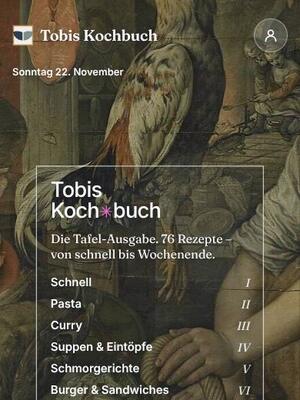 Tobis Kochbuch
Sonntag 22. November
Tobis
Koch✴buch
Die Tafel-Ausgabe. 76 Rezepte –
von schnell bis Wochenende.
Schnell I
Pasta II
Curry III
Suppen & Eintöpfe IV
Schmorgerichte V
Burger & Sandwiches VI